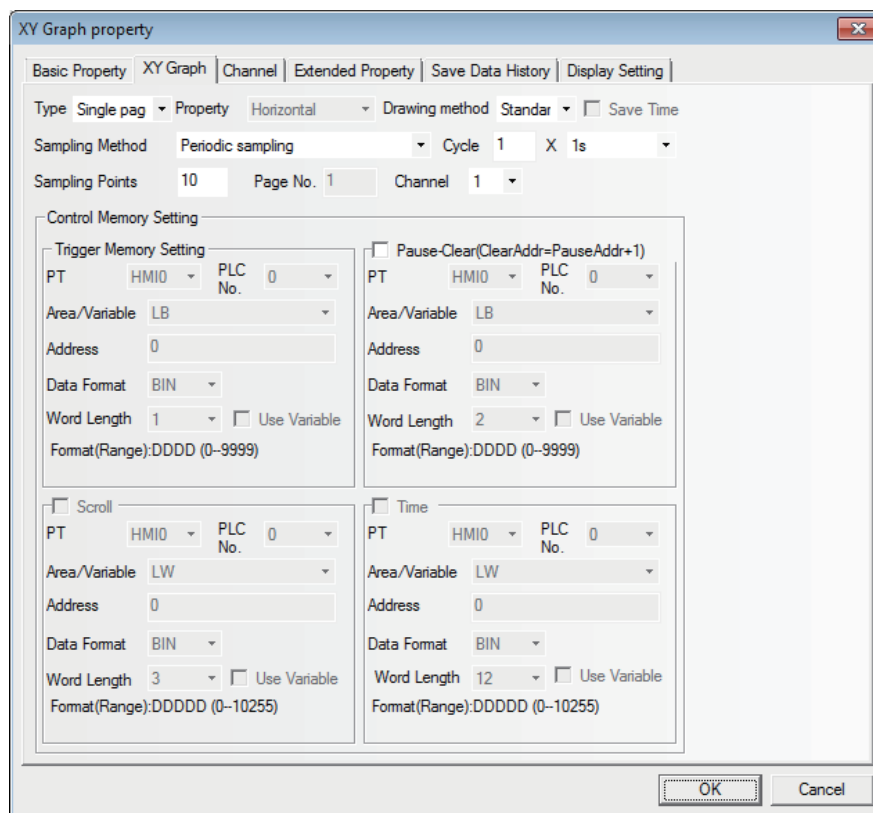 XY Graph property
Basic Property XY Graph Channel Extended Property Save Data History Display Setting
Type Single pag Property Horizontal Drawing method Standar Save Time
Sampling Method Periodic sampling Cycle 1 X 1s
Sampling Points 10 Page No. 1 Channel 1
Control Memory Setting
Trigger Memory Setting
PT HMI0 PLC No. 0
Area/Variable LB
Address 0
Data Format BIN
Word Length 1 Use Variable
Format(Range):DDDD (0--9999)
Pause-Clear(ClearAddr=PauseAddr+1)
PT HMI0 PLC No. 0
Area/Variable LB
Address 0
Data Format BIN
Word Length 2 Use Variable
Format(Range):DDDD (0--9999)
Scroll
PT HMI0 PLC No. 0
Area/Variable LW
Address 0
Data Format BIN
Word Length 3 Use Variable
Format(Range):DDDDD (0--10255)
Time
PT HMI0 PLC No. 0
Area/Variable LW
Address 0
Data Format BIN
Word Length 12 Use Variable
Format(Range):DDDDD (0--10255)
OK Cancel